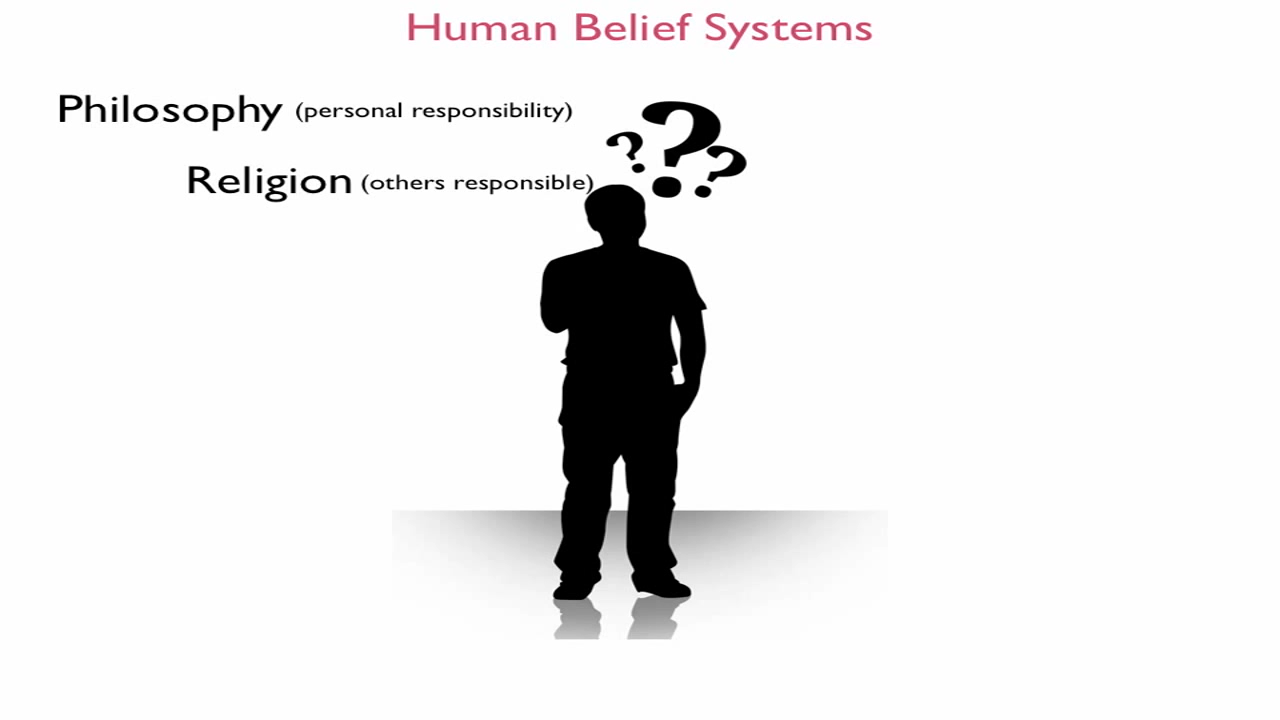 Human Belief Systems
Philosophy (personal responsibility)
Religion (others responsible)
???